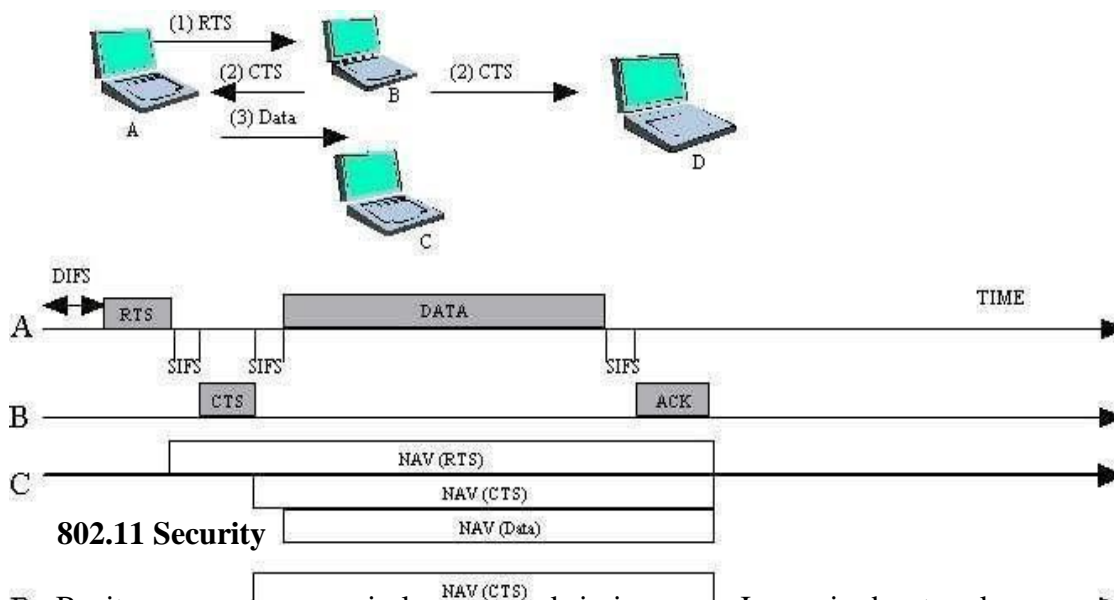 (1) RTS
(2) CTS
(2) CTS
B
(3) Data
A
D
C
DIFS
TIME
RTS
DATA
A
SIFS
SIFS
SIFS
CTS
ACK
B
NAV (RTS)
C
NAV (CTS)
802.11 Security
NAV (Data)
NAV (CTS)